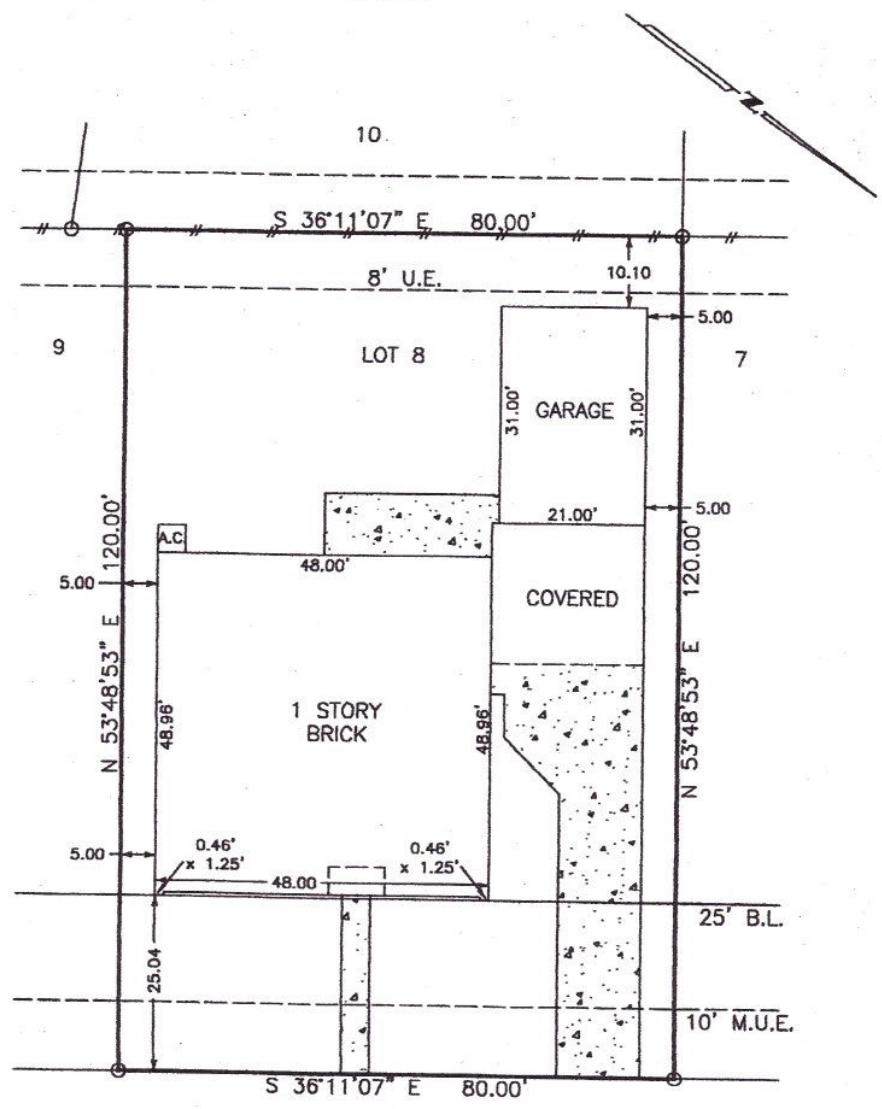 N
10
S 36°11'07" E 80.00'
10.10
8' U.E.
5.00
9
LOT 8
7
31.00'
GARAGE
31.00'
5.00
21.00'
A.C
48.00'
N 53°48'53" E 120.00'
5.00
COVERED
N 53°48'53" E 120.00'
48.96'
1 STORY
BRICK
48.96'
5.00
0.46'
x 1.25'
0.46'
x 1.25'
48.00
25' B.L.
25.04
10' M.U.E.
S 36°11'07" E 80.00'